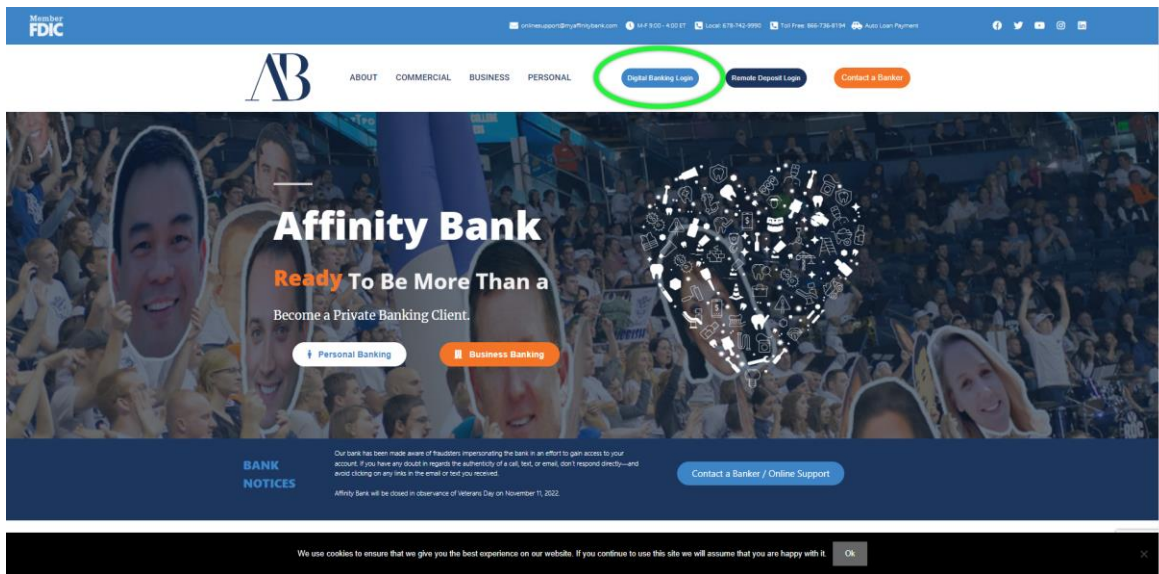 Member
FDIC
onlinesupport@myaffinitybank.com M-F 9:00 - 4:00 ET Local: 678-742-9990 Toll Free: 866-736-8194 Auto Loan Payment
AB
ABOUT COMMERCIAL BUSINESS PERSONAL Digital Banking Login Remote Deposit Login Contact a Banker
Affinity Bank
Ready To Be More Than a
Become a Private Banking Client.
Personal Banking Business Banking
BANK
NOTICES
Our bank has been made aware of fraudsters impersonating the bank in an effort to gain access to your
account. If you have any doubt in regards the authenticity of a call, text, or email, don't respond directly—and
avoid clicking on any links in the email or text you received.
Affinity Bank will be closed in observance of Veterans Day on November 11, 2022.
Contact a Banker / Online Support
We use cookies to ensure that we give you the best experience on our website. If you continue to use this site we will assume that you are happy with it. Ok